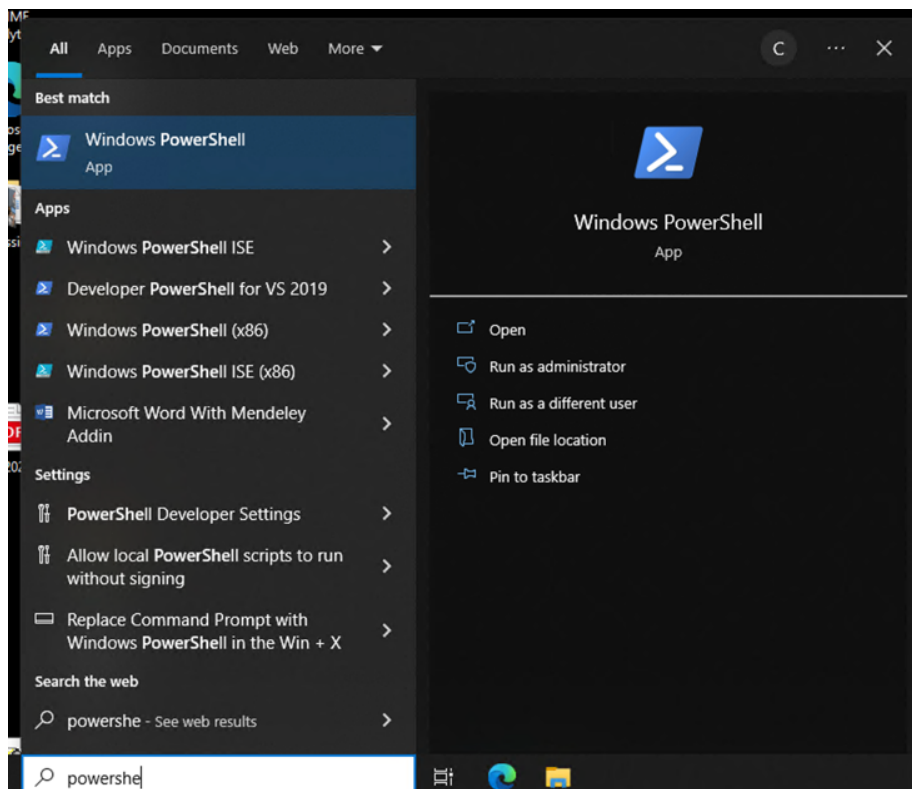 All Apps Documents Web More
C
Best match
Windows PowerShell
App
Apps
Windows PowerShell ISE
Developer PowerShell for VS 2019
Windows PowerShell (x86)
Windows PowerShell ISE (x86)
Microsoft Word With Mendeley
Addin
Settings
PowerShell Developer Settings
Allow local PowerShell scripts to run
without signing
Replace Command Prompt with
Windows PowerShell in the Win + X
Search the web
powershe - See web results
powershe
Windows PowerShell
App
Open
Run as administrator
Run as a different user
Open file location
Pin to taskbar